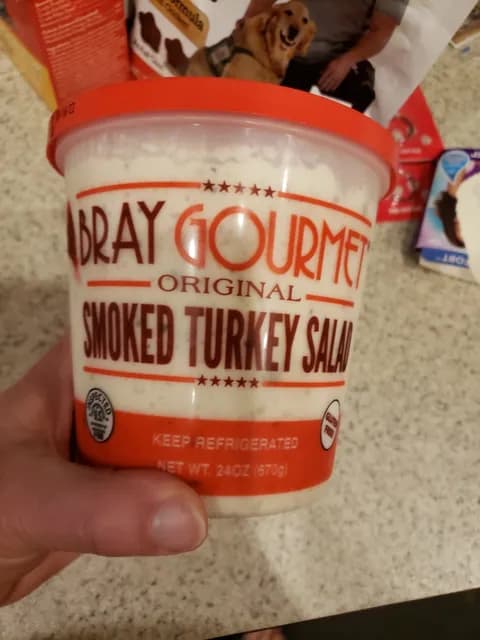 BRAY GOURMET
ORIGINAL
SMOKED TURKEY SALAD
KEEP REFRIGERATED
NET WT. 24OZ (670g)